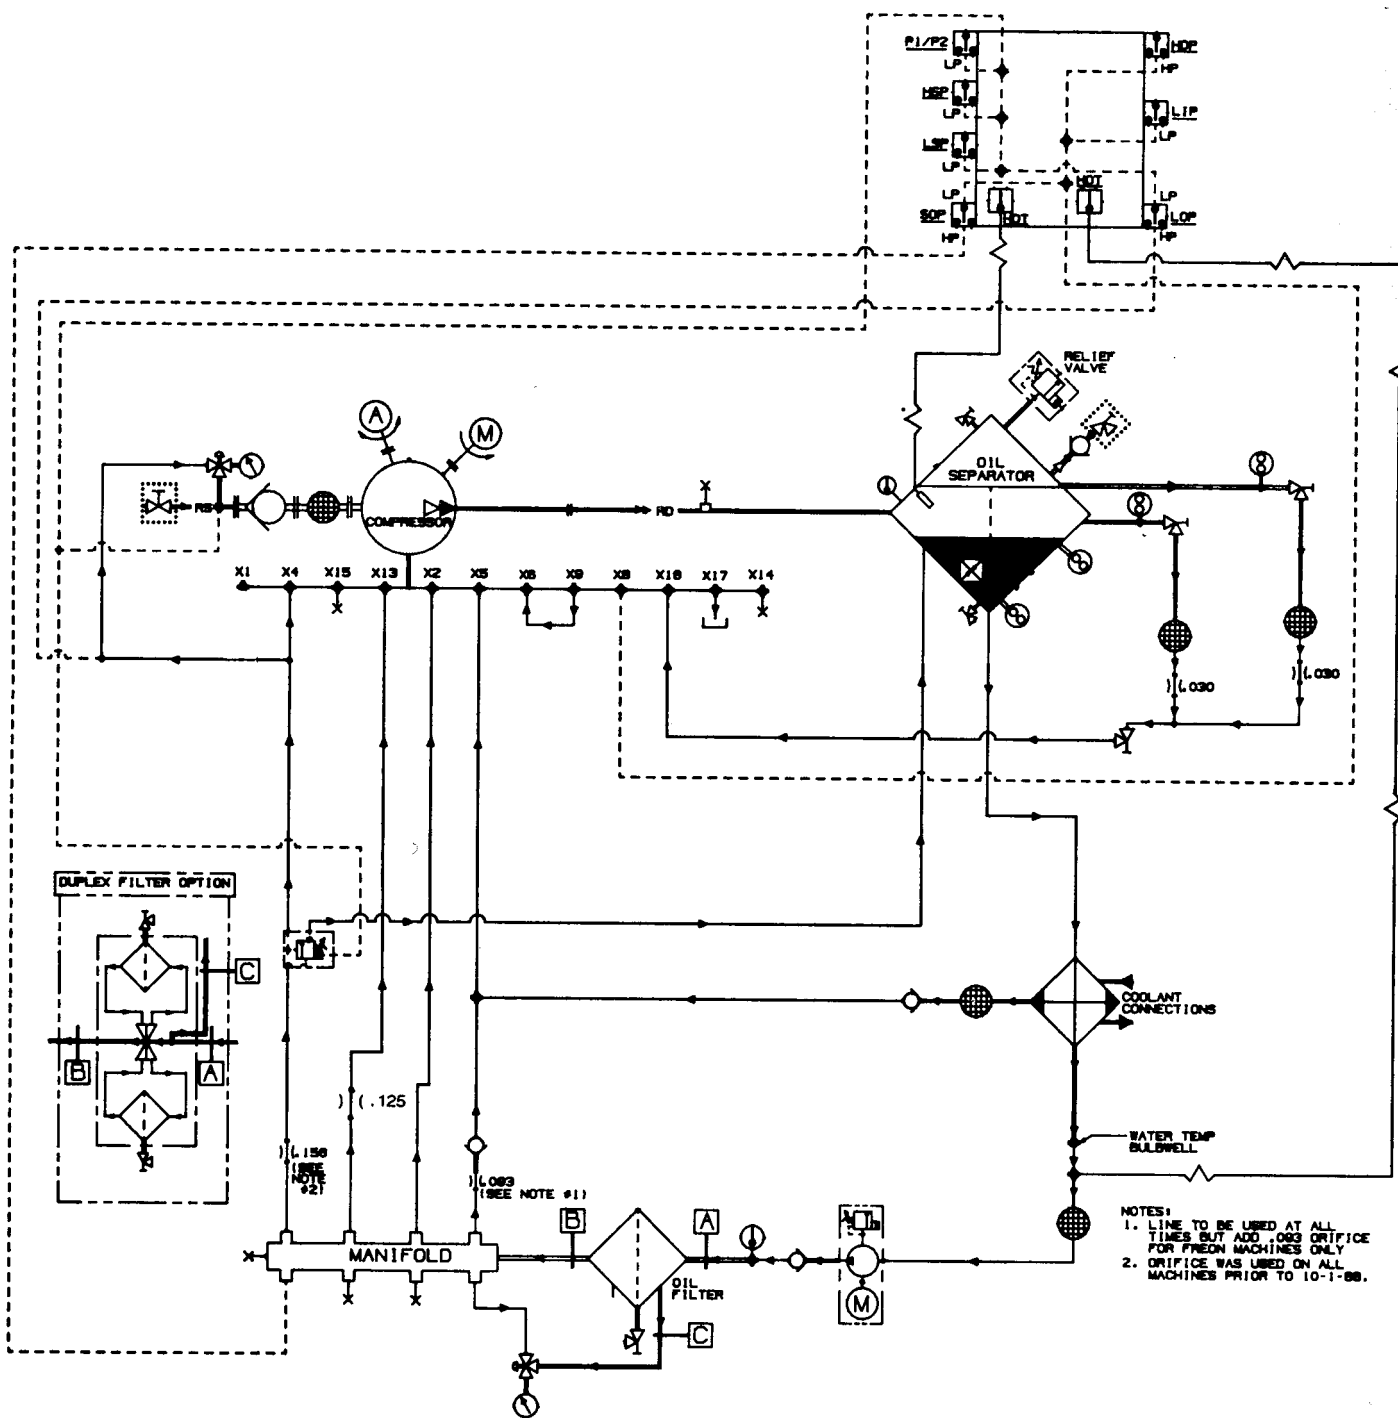 P1/P2
HDP
LP
HP
HSP
LIP
LP
LP
LSP
LP
HOT
LP
LP
SOP
HOT
LOP
HP
HP
RELIEF
VALVE
A
M
OIL
SEPARATOR
RS
COMPRESSOR
RD
X
X1
X4
X15
X13
X2
X5
X6
X9
X8
X16
X17
X14
X
X
.030
.030
DUPLEX FILTER OPTION
C
B
A
COOLANT
CONNECTIONS
.125
.156
(SEE
NOTE
#2)
.093
(SEE NOTE #1)
WATER TEMP
BULBWELL
NOTES:
1. LINE TO BE USED AT ALL
TIMES BUT ADD .093 ORIFICE
FOR FREON MACHINES ONLY
2. ORIFICE WAS USED ON ALL
MACHINES PRIOR TO 10-1-88.
B
A
X
MANIFOLD
OIL
FILTER
X
X
M
C